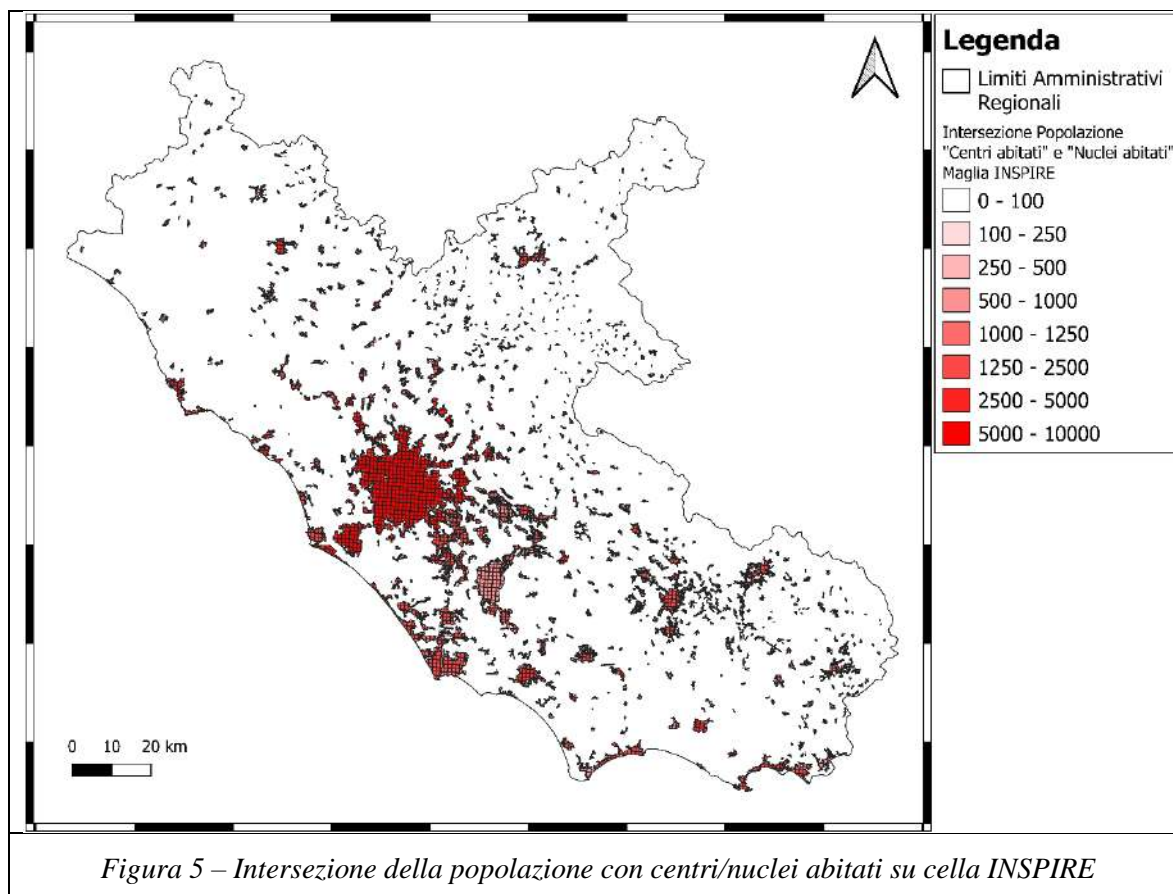 Legenda
Limiti Amministrativi
Regionali
Intersezione Popolazione
"Centri abitati" e "Nuclei abitati"
Maglia INSPIRE
0 - 100
100 - 250
250 - 500
500 - 1000
1000 - 1250
1250 - 2500
2500 - 5000
5000 - 10000
0 10 20 km
Figura 5 – Intersezione della popolazione con centri/nuclei abitati su cella INSPIRE